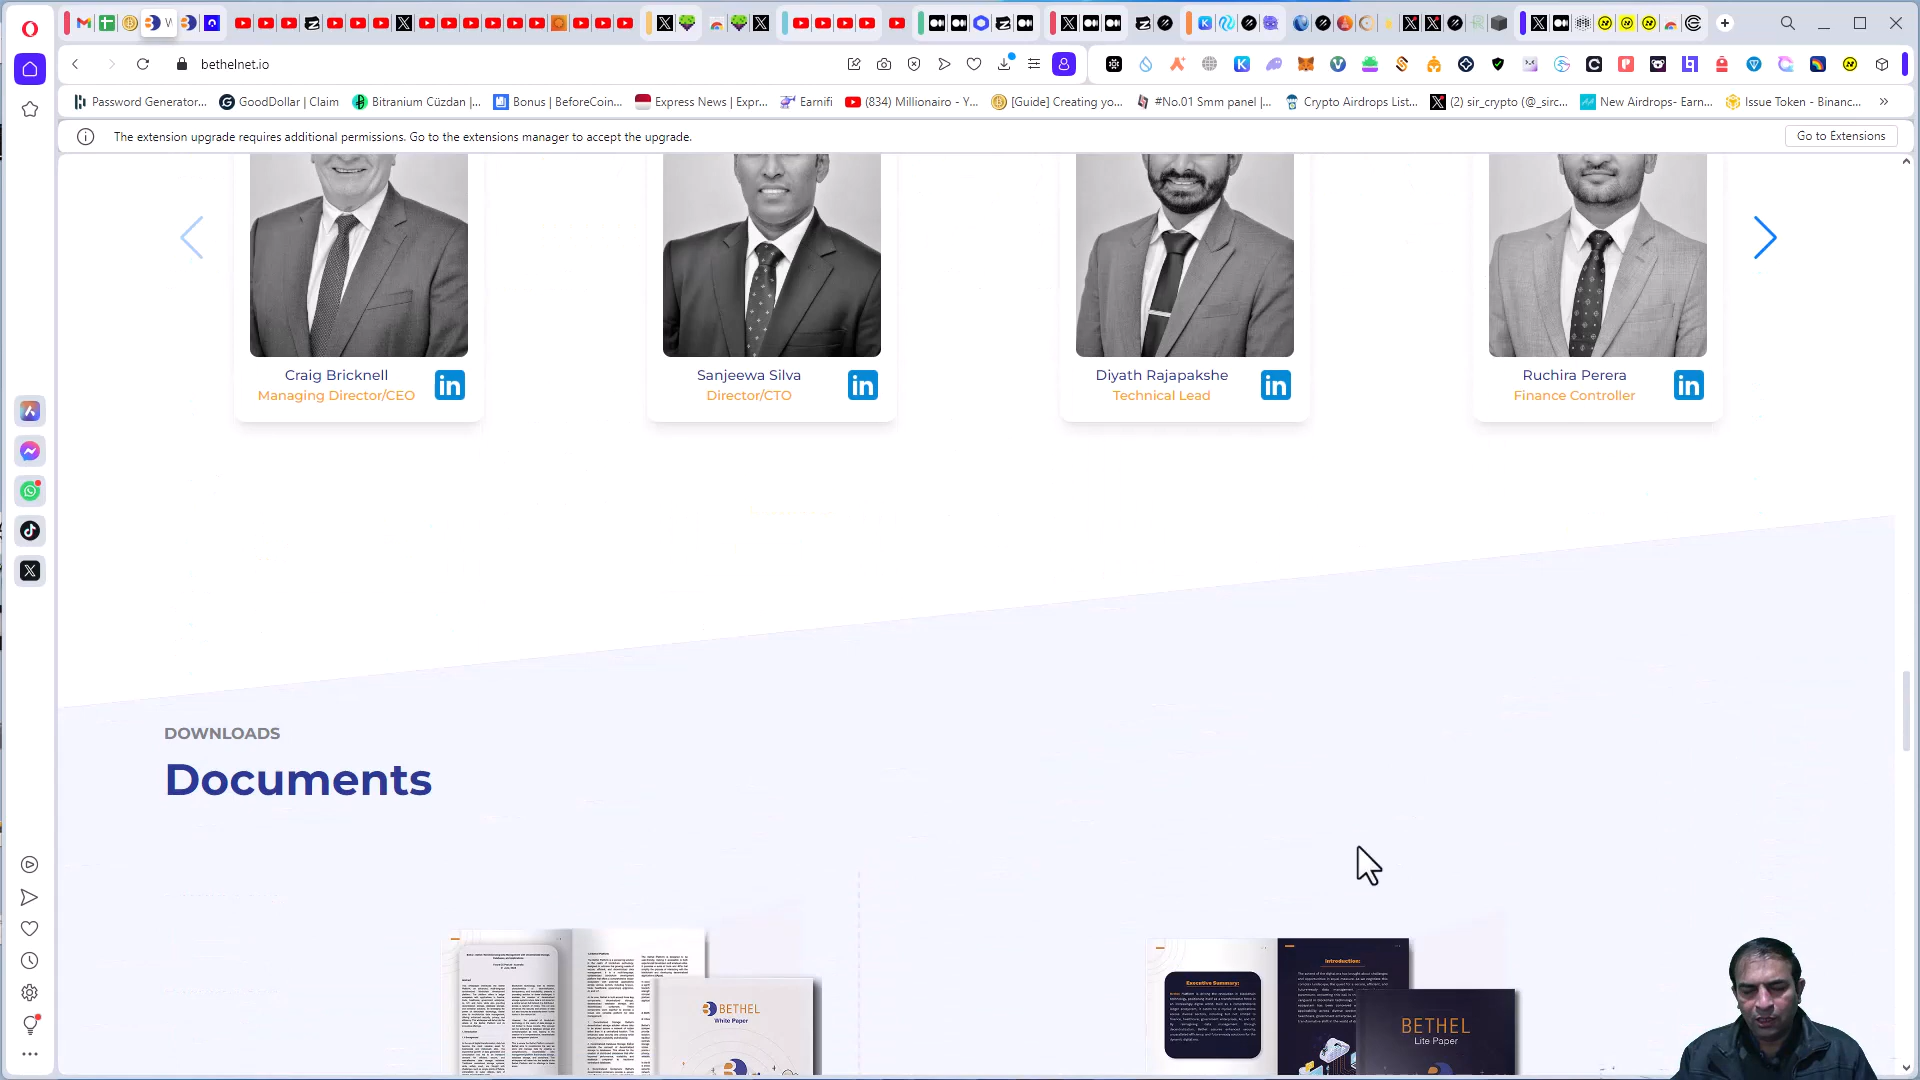 bethelnet.io
Password Generator...
GoodDollar | Claim
Bitranium Cüzdan |...
Bonus | BeforeCoin...
Express News | Expr...
Earnifi
(834) Millionairo - Y...
[Guide] Creating yo...
#No.01 Smm panel |...
Crypto Airdrops List...
(2) sir_crypto (@_sirc...
New Airdrops- Earn...
Issue Token - Binanc...
The extension upgrade requires additional permissions. Go to the extensions manager to accept the upgrade.
Go to Extensions
Craig Bricknell
Managing Director/CEO
Sanjeewa Silva
Director/CTO
Diyath Rajapakshe
Technical Lead
Ruchira Perera
Finance Controller
DOWNLOADS
Documents
BETHEL
White Paper
Executive Summary:
Introduction:
BETHEL
Lite Paper